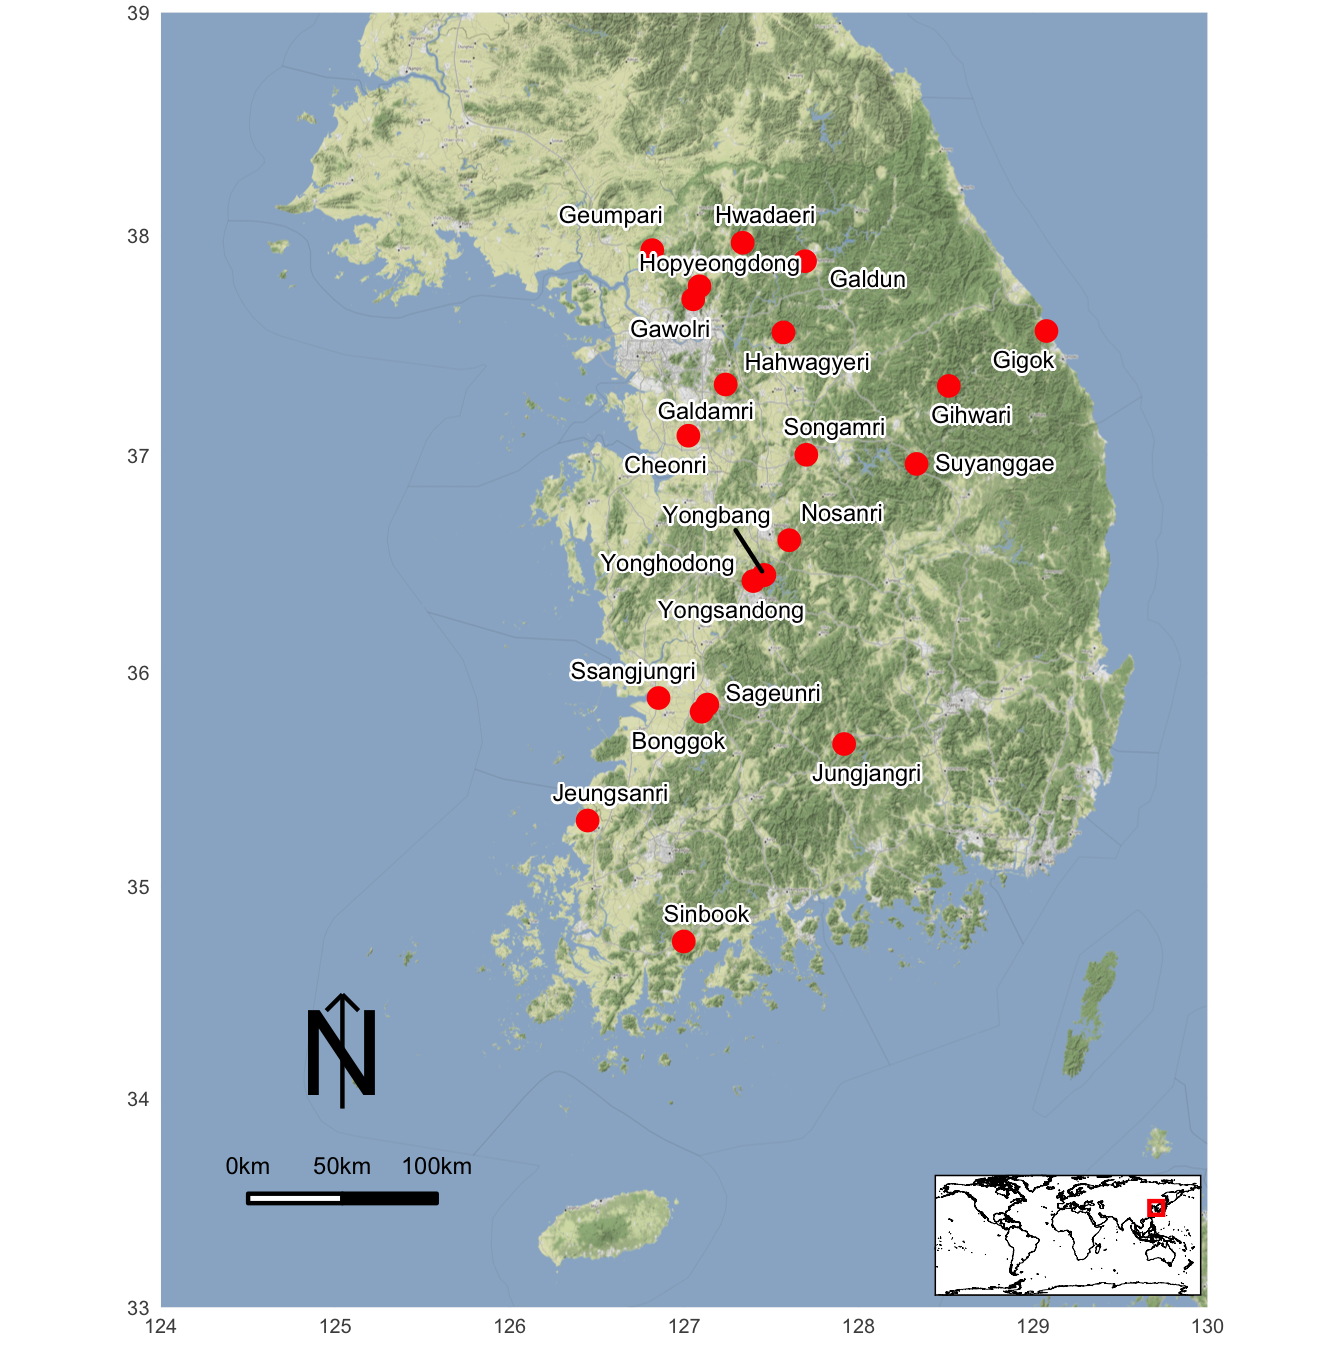 39
38
37
36
35
34
33
124
125
126
127
128
129
130
Geumpari
Hwadaeri
Hopyeongdong
Galdun
Gawolri
Hahwagyeri
Gigok
Galdamri
Gihwari
Songamri
Cheonri
Suyanggae
Yongbang
Nosanri
Yonghodong
Yongsandong
Ssangjungri
Sageunri
Bonggok
Jungjangri
Jeungsanri
Sinbook
N
0km
50km
100km